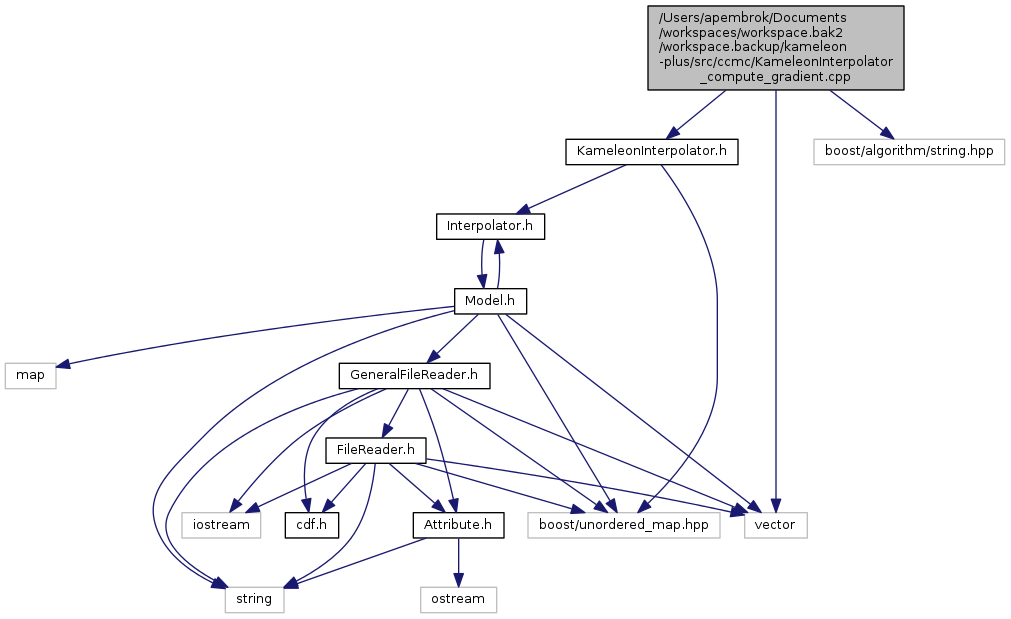 /Users/apembrok/Documents
/workspaces/workspace.bak2
/workspace.backup/kameleon
-plus/src/ccmc/KameleonInterpolator
_compute_gradient.cpp
KameleonInterpolator.h
boost/algorithm/string.hpp
Interpolator.h
Model.h
map
GeneralFileReader.h
FileReader.h
iostream
cdf.h
Attribute.h
boost/unordered_map.hpp
vector
string
ostream